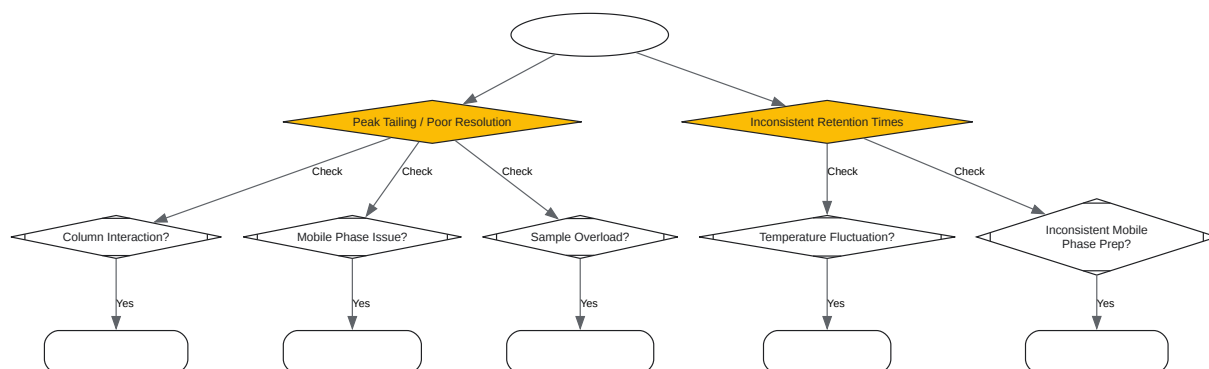 Peak Tailing / Poor Resolution
Inconsistent Retention Times
Check
Check
Check
Check
Check
Column Interaction?
Mobile Phase Issue?
Sample Overload?
Temperature Fluctuation?
Inconsistent Mobile
Phase Prep?
Yes
Yes
Yes
Yes
Yes